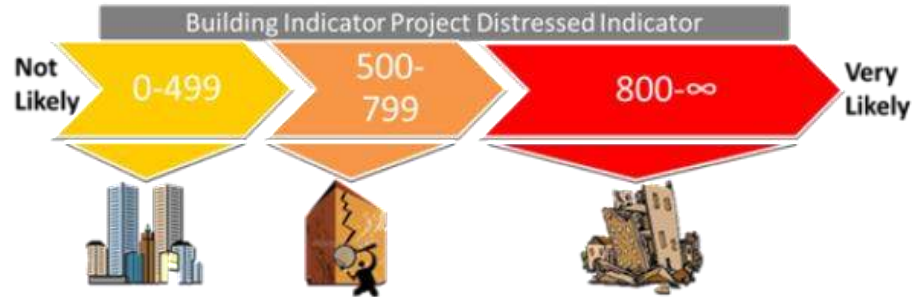 Building Indicator Project Distressed Indicator
Not
Likely
0-499
500-
799
800-∞
Very
Likely